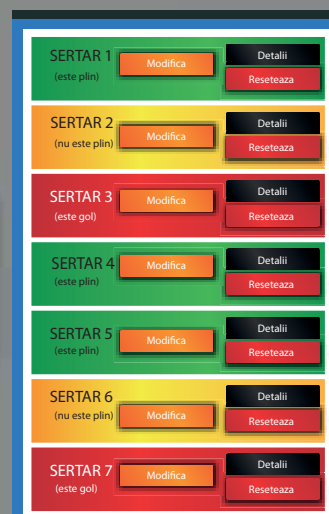 SERTAR 1
(este plin)
Modifica
Detalii
Reseteaza
SERTAR 2
(nu este plin)
Modifica
Detalii
Reseteaza
SERTAR 3
(este gol)
Modifica
Detalii
Reseteaza
SERTAR 4
(este plin)
Modifica
Detalii
Reseteaza
SERTAR 5
(este plin)
Modifica
Detalii
Reseteaza
SERTAR 6
(nu este plin)
Modifica
Detalii
Reseteaza
SERTAR 7
(este gol)
Modifica
Detalii
Reseteaza